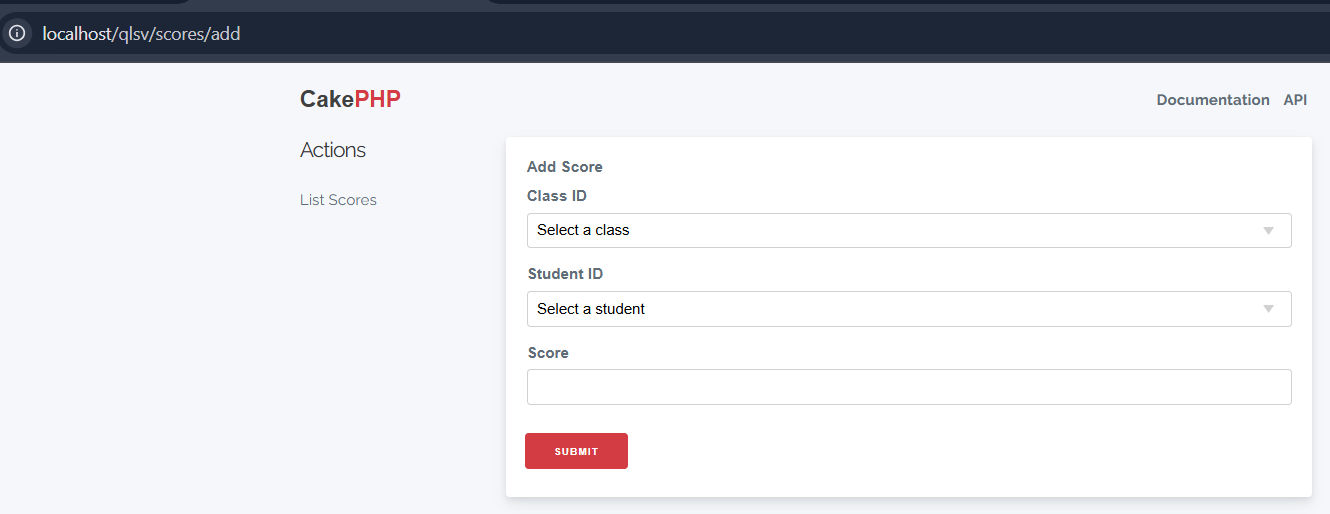 localhost/qlsv/scores/add
CakePHP
Documentation API
Actions
List Scores
Add Score
Class ID
Select a class
Student ID
Select a student
Score
SUBMIT